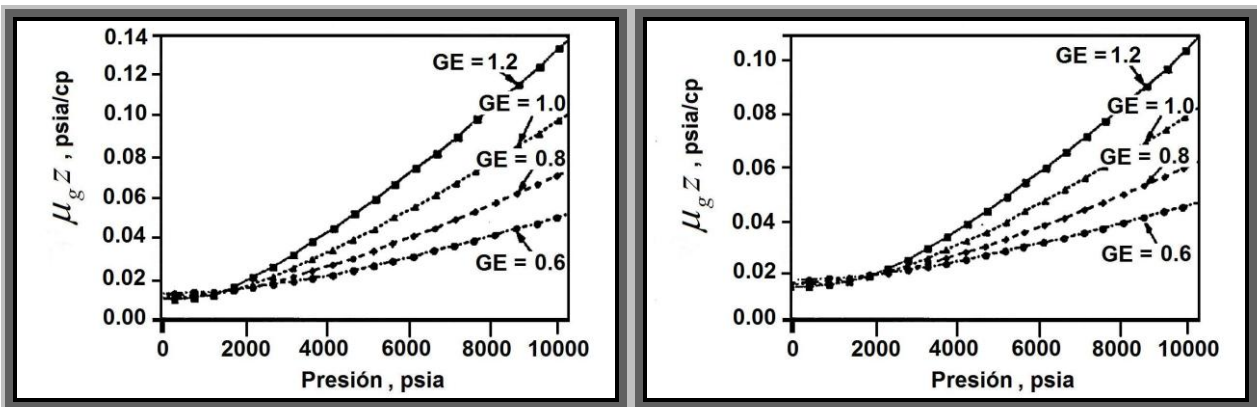 0.14
0.12
0.10
0.08
0.06
0.04
0.02
0.00
μg z , psia/cp
GE = 1.2
GE = 1.0
GE = 0.8
GE = 0.6
0 2000 4000 6000 8000 10000
Presión , psia
0.10
0.08
0.06
0.04
0.02
0.00
μg z , psia/cp
GE = 1.2
GE = 1.0
GE = 0.8
GE = 0.6
0 2000 4000 6000 8000 10000
Presión , psia